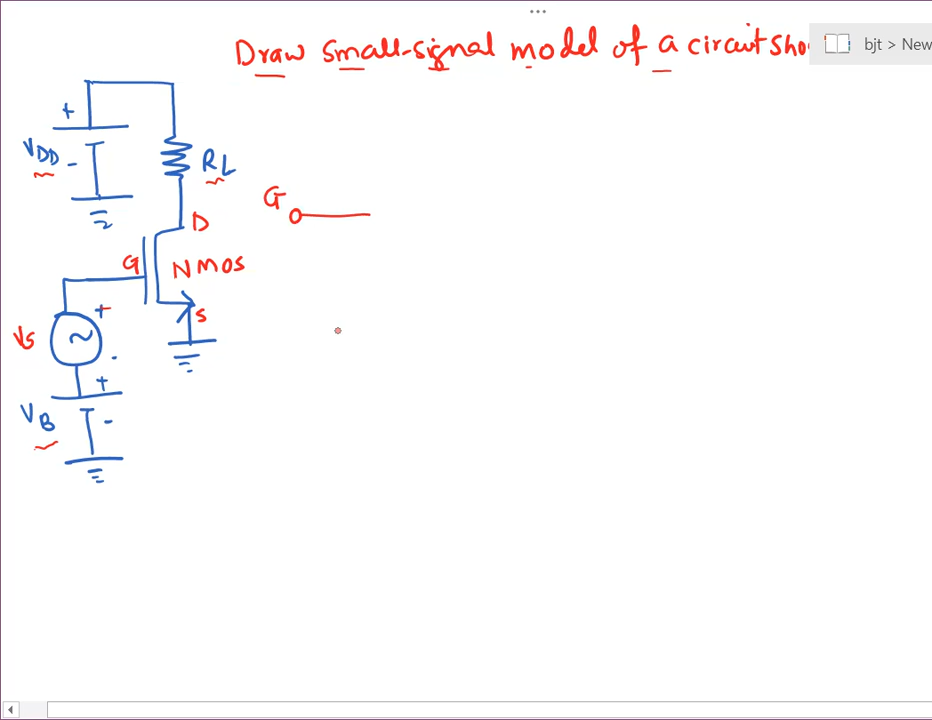 Draw small-signal model of a circuit sho
bjt > New
+
VDD -
RL
D
G
G
NMOS
S
+
Vs
-
+
VB -